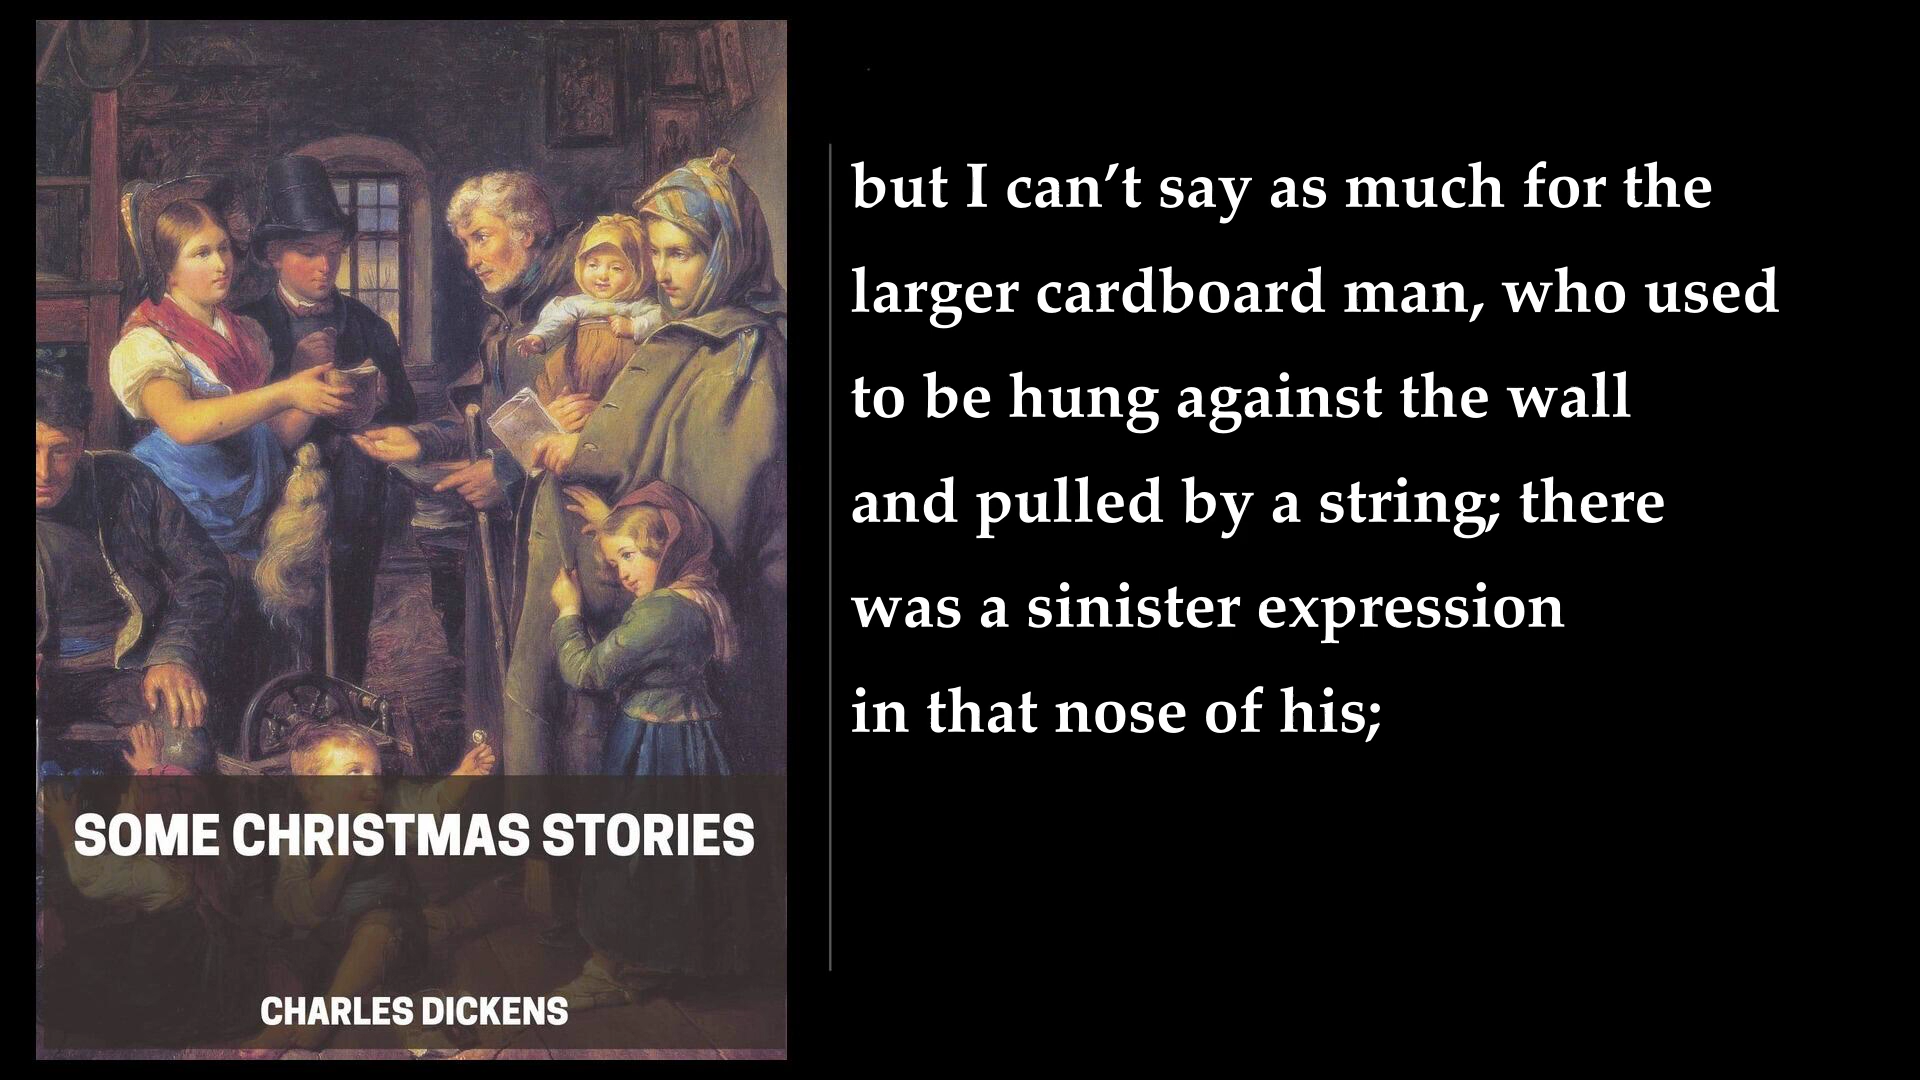 SOME CHRISTMAS STORIES
CHARLES DICKENS
but I can’t say as much for the
larger cardboard man, who used
to be hung against the wall
and pulled by a string; there
was a sinister expression
in that nose of his;